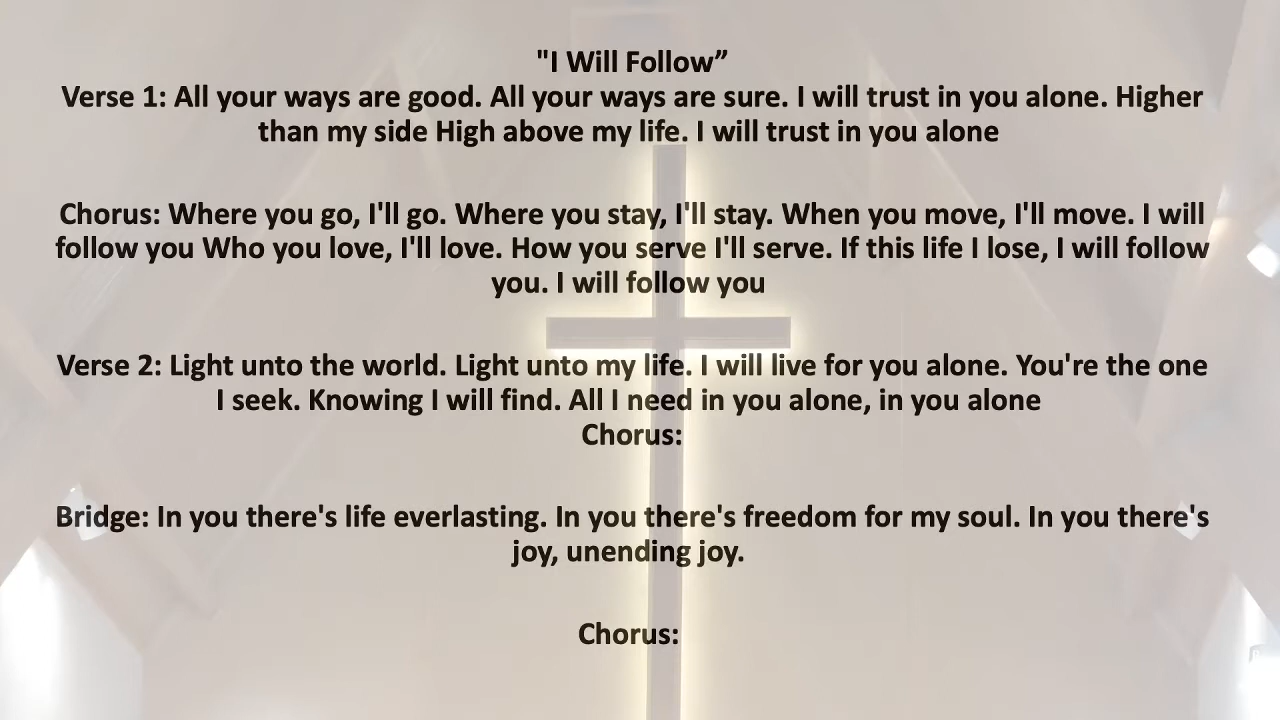 "I Will Follow”
Verse 1: All your ways are good. All your ways are sure. I will trust in you alone. Higher
than my side High above my life. I will trust in you alone
Chorus: Where you go, I'll go. Where you stay, I'll stay. When you move, I'll move. I will
follow you Who you love, I'll love. How you serve I'll serve. If this life I lose, I will follow
you. I will follow you
Verse 2: Light unto the world. Light unto my life. I will live for you alone. You're the one
I seek. Knowing I will find. All I need in you alone, in you alone
Chorus:
Bridge: In you there's life everlasting. In you there's freedom for my soul. In you there's
joy, unending joy.
Chorus: